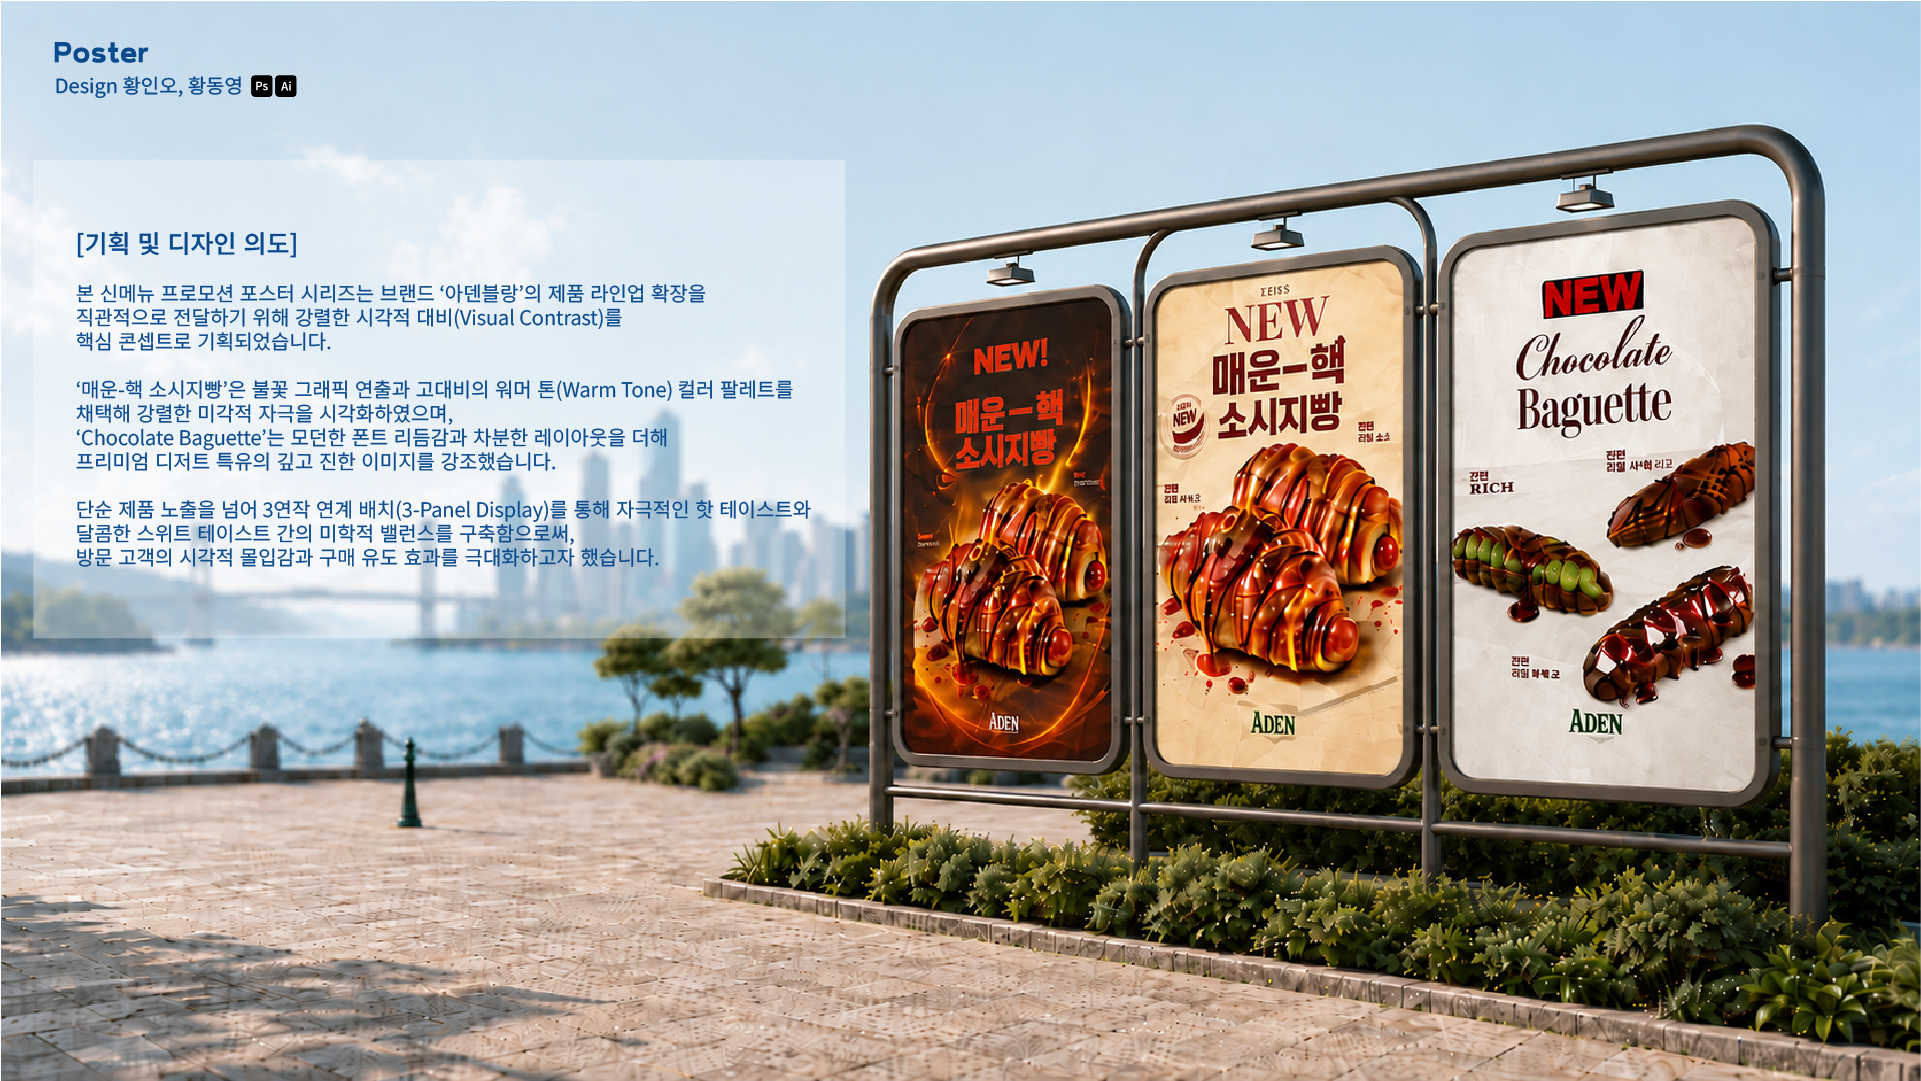 Poster
Design 황인오, 황동영 Ps Ai
[기획 및 디자인 의도]
본 신메뉴 프로모션 포스터 시리즈는 브랜드 ‘아덴블랑’의 제품 라인업 확장을
직관적으로 전달하기 위해 강렬한 시각적 대비(Visual Contrast)를
핵심 콘셉트로 기획되었습니다.
‘매운-핵 소시지빵’은 불꽃 그래픽 연출과 고대비의 워머 톤(Warm Tone) 컬러 팔레트를
채택해 강렬한 미각적 자극을 시각화하였으며,
‘Chocolate Baguette’는 모던한 폰트 리듬감과 차분한 레이아웃을 더해
프리미엄 디저트 특유의 깊고 진한 이미지를 강조했습니다.
단순 제품 노출을 넘어 3연작 연계 배치(3-Panel Display)를 통해 자극적인 핫 테이스트와
달콤한 스위트 테이스트 간의 미학적 밸런스를 구축함으로써,
방문 고객의 시각적 몰입감과 구매 유도 효과를 극대화하고자 했습니다.
NEW!
매운-핵
소시지빵
ADEN
NEW
매운-핵
소시지빵
NEW
ADEN
NEW
Chocolate
Baguette
RICH
ADEN